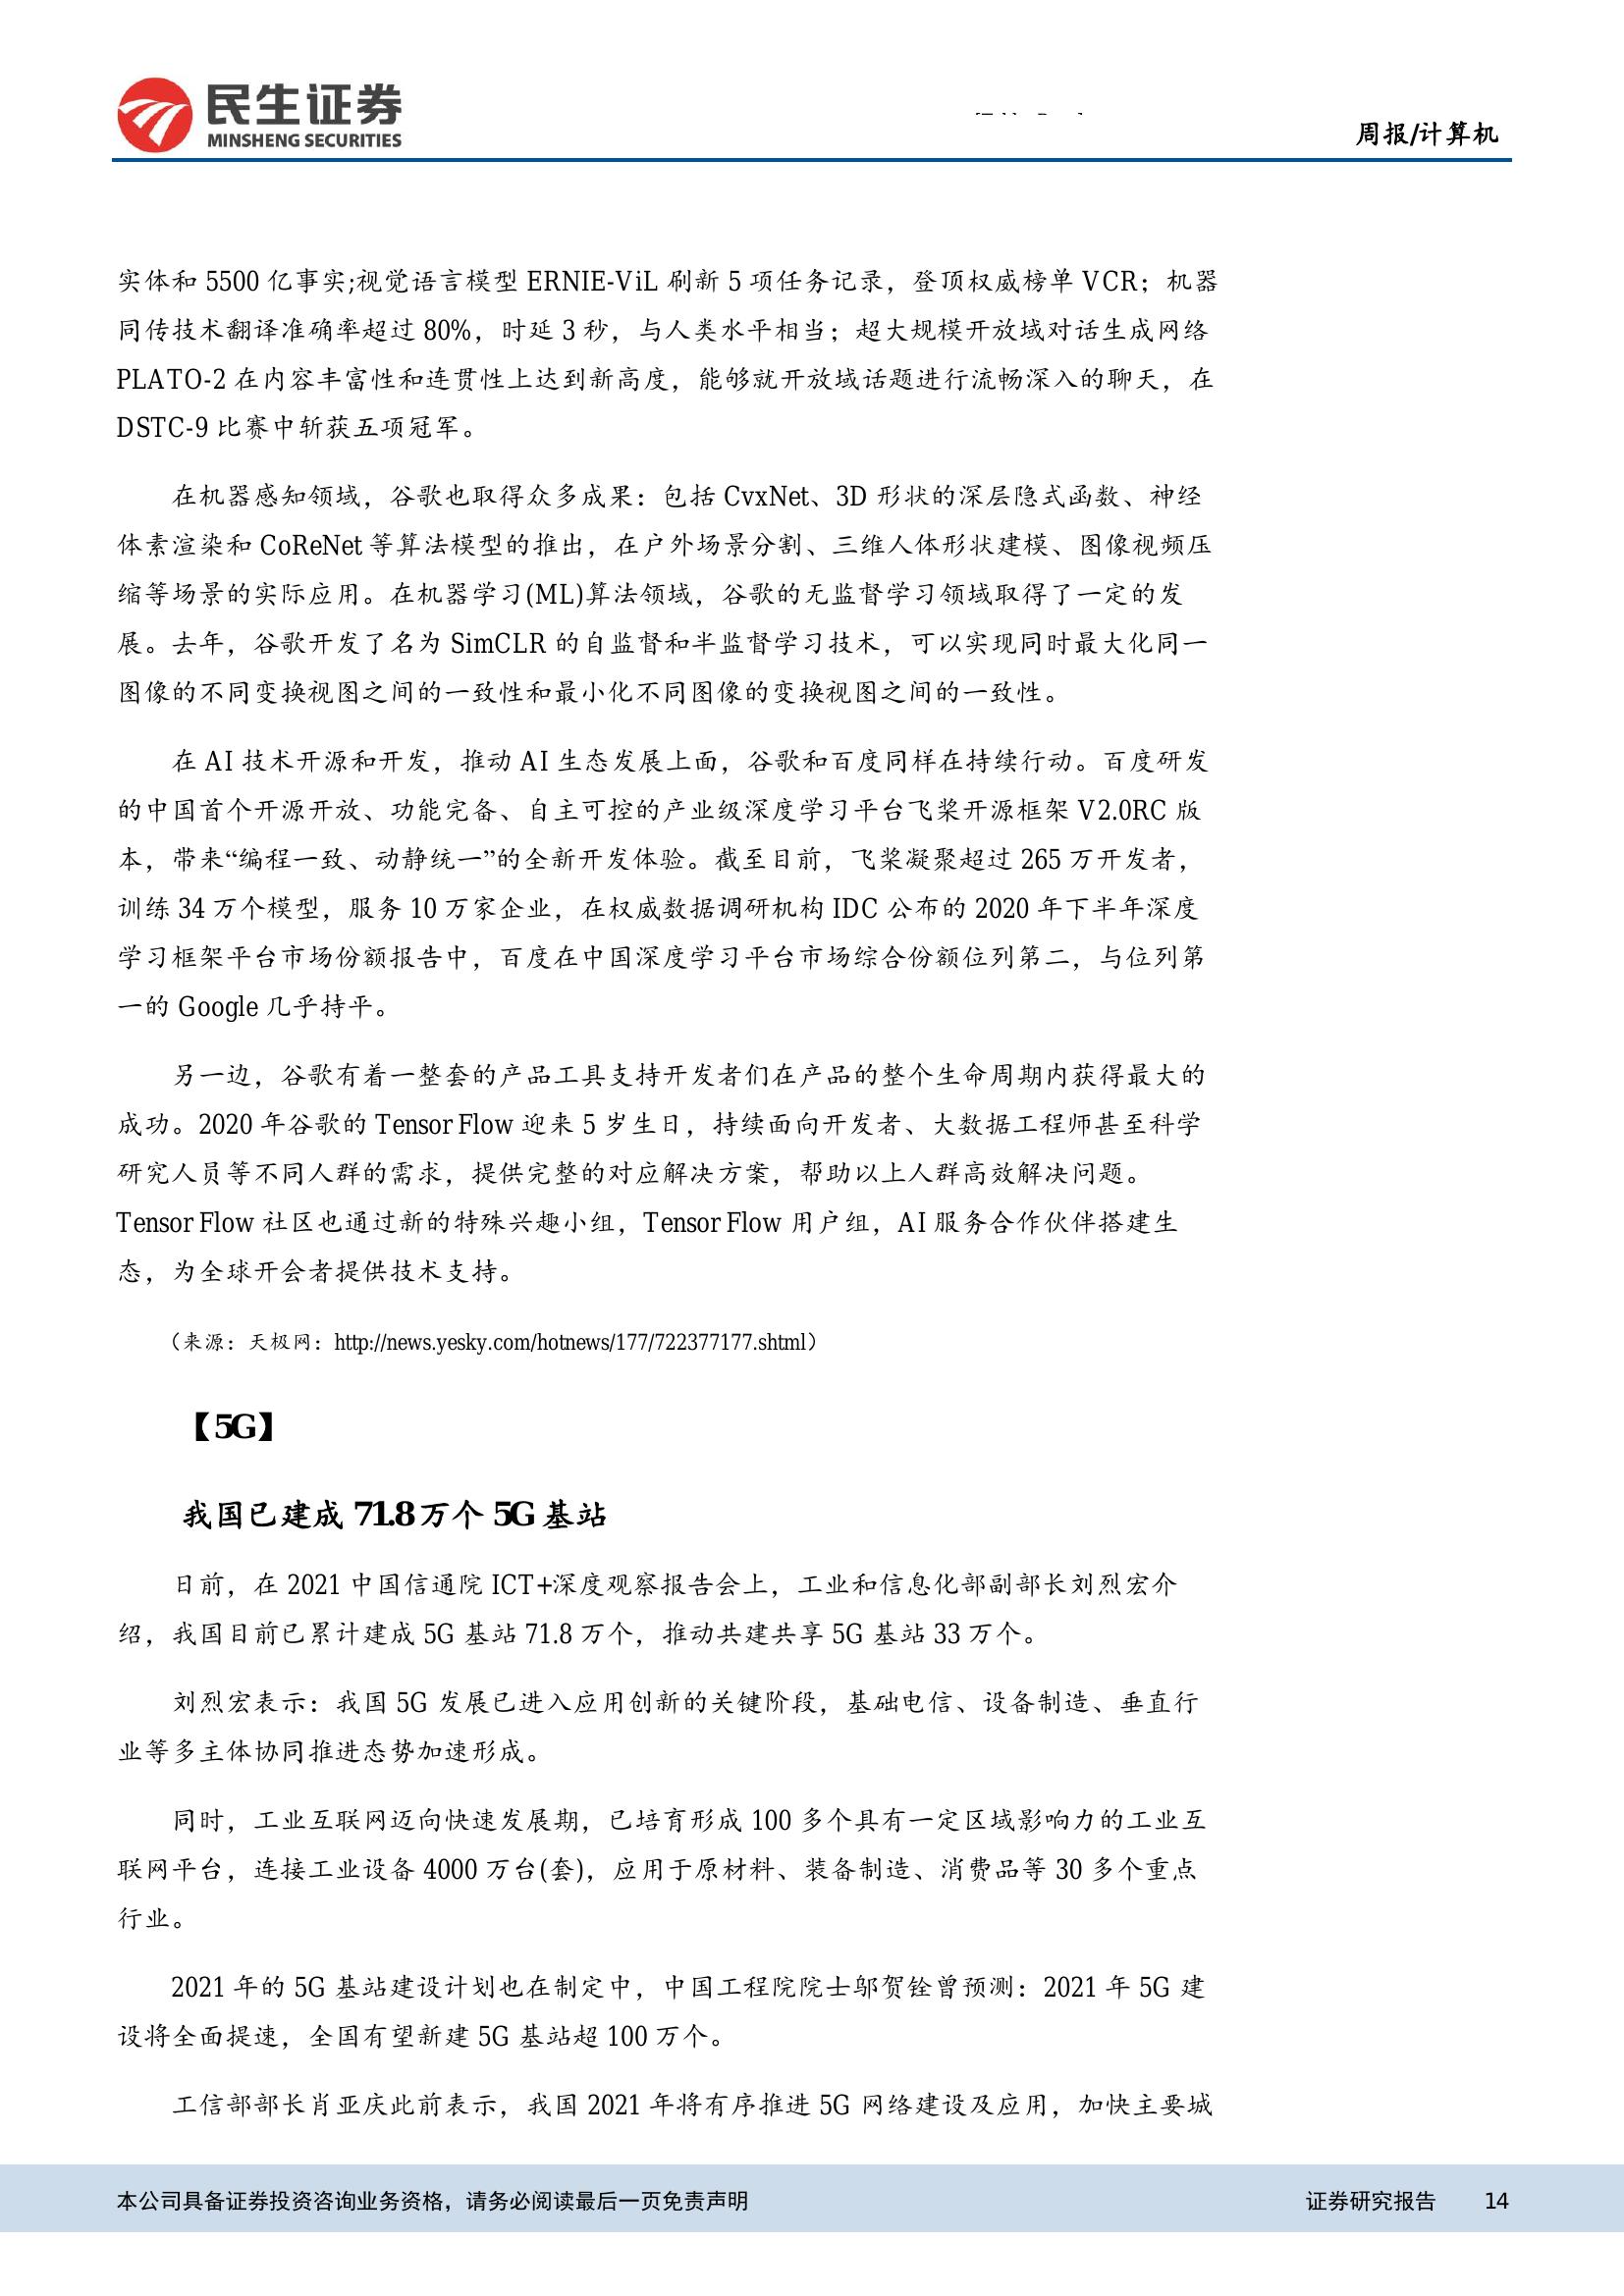 民生证券
MINSHENG SECURITIES
周报/计算机
实体和 5500 亿事实;视觉语言模型 ERNIE-ViL 刷新 5 项任务记录，登顶权威榜单 VCR；机器
同传技术翻译准确率超过 80%，时延 3 秒，与人类水平相当；超大规模开放域对话生成网络
PLATO-2 在内容丰富性和连贯性上达到新高度，能够就开放域话题进行流畅深入的聊天，在
DSTC-9 比赛中斩获五项冠军。
在机器感知领域，谷歌也取得众多成果：包括 CvxNet、3D 形状的深层隐式函数、神经
体素渲染和 CoReNet 等算法模型的推出，在户外场景分割、三维人体形状建模、图像视频压
缩等场景的实际应用。在机器学习(ML)算法领域，谷歌的无监督学习领域取得了一定的发
展。去年，谷歌开发了名为 SimCLR 的自监督和半监督学习技术，可以实现同时最大化同一
图像的不同变换视图之间的一致性和最小化不同图像的变换视图之间的一致性。
在 AI 技术开源和开发，推动 AI 生态发展上面，谷歌和百度同样在持续行动。百度研发
的中国首个开源开放、功能完备、自主可控的产业级深度学习平台飞桨开源框架 V2.0RC 版
本，带来“编程一致、动静统一”的全新开发体验。截至目前，飞桨凝聚超过 265 万开发者，
训练 34 万个模型，服务 10 万家企业，在权威数据调研机构 IDC 公布的 2020 年下半年深度
学习框架平台市场份额报告中，百度在中国深度学习平台市场综合份额位列第二，与位列第
一的 Google 几乎持平。
另一边，谷歌有着一整套的产品工具支持开发者们在产品的整个生命周期内获得最大的
成功。2020 年谷歌的 Tensor Flow 迎来 5 岁生日，持续面向开发者、大数据工程师甚至科学
研究人员等不同人群的需求，提供完整的对应解决方案，帮助以上人群高效解决问题。
Tensor Flow 社区也通过新的特殊兴趣小组，Tensor Flow 用户组，AI 服务合作伙伴搭建生
态，为全球开会者提供技术支持。
（来源：天极网：http://news.yesky.com/hotnews/177/722377177.shtml）
【5G】
我国已建成 71.8 万个 5G 基站
日前，在 2021 中国信通院 ICT+深度观察报告会上，工业和信息化部副部长刘烈宏介
绍，我国目前已累计建成 5G 基站 71.8 万个，推动共建共享 5G 基站 33 万个。
刘烈宏表示：我国 5G 发展已进入应用创新的关键阶段，基础电信、设备制造、垂直行
业等多主体协同推进态势加速形成。
同时，工业互联网迈向快速发展期，已培育形成 100 多个具有一定区域影响力的工业互
联网平台，连接工业设备 4000 万台(套)，应用于原材料、装备制造、消费品等 30 多个重点
行业。
2021 年的 5G 基站建设计划也在制定中，中国工程院院士邬贺铨曾预测：2021 年 5G 建
设将全面提速，全国有望新建 5G 基站超 100 万个。
工信部部长肖亚庆此前表示，我国 2021 年将有序推进 5G 网络建设及应用，加快主要城
本公司具备证券投资咨询业务资格，请务必阅读最后一页免责声明
证券研究报告 14